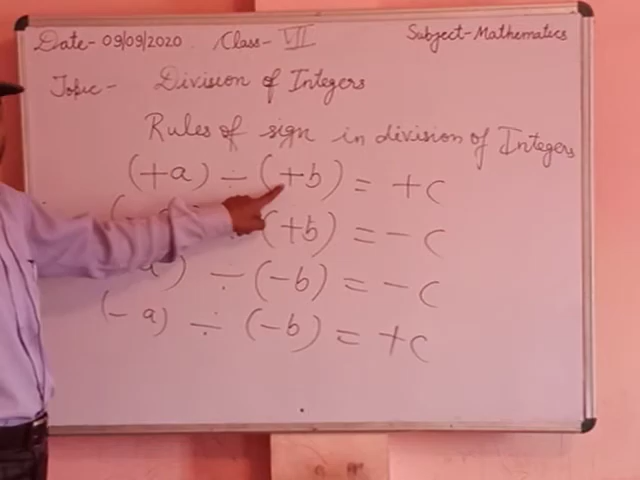 Date- 09/09/2020 Class- VII Subject-Mathematics
Topic- Division of Integers
Rules of sign in division of Integers
(+a) ÷ (+b) = +c
(+b) = -c
a) ÷ (-b) = -c
(-a) ÷ (-b) = +c